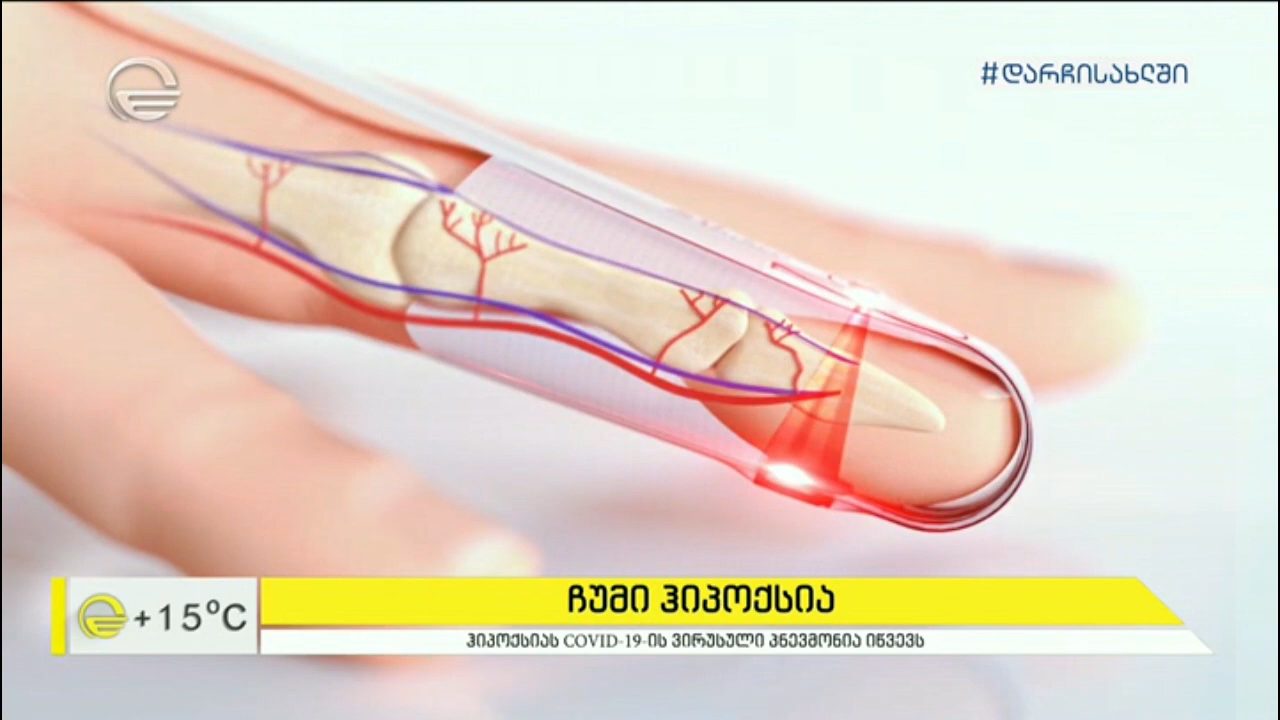 #დარჩისახლში
ჩუმი ჰიპოქსია
+15°C
ჰიპოქსიას COVID-19-ის ვირუსული პნევმონია იწვევს